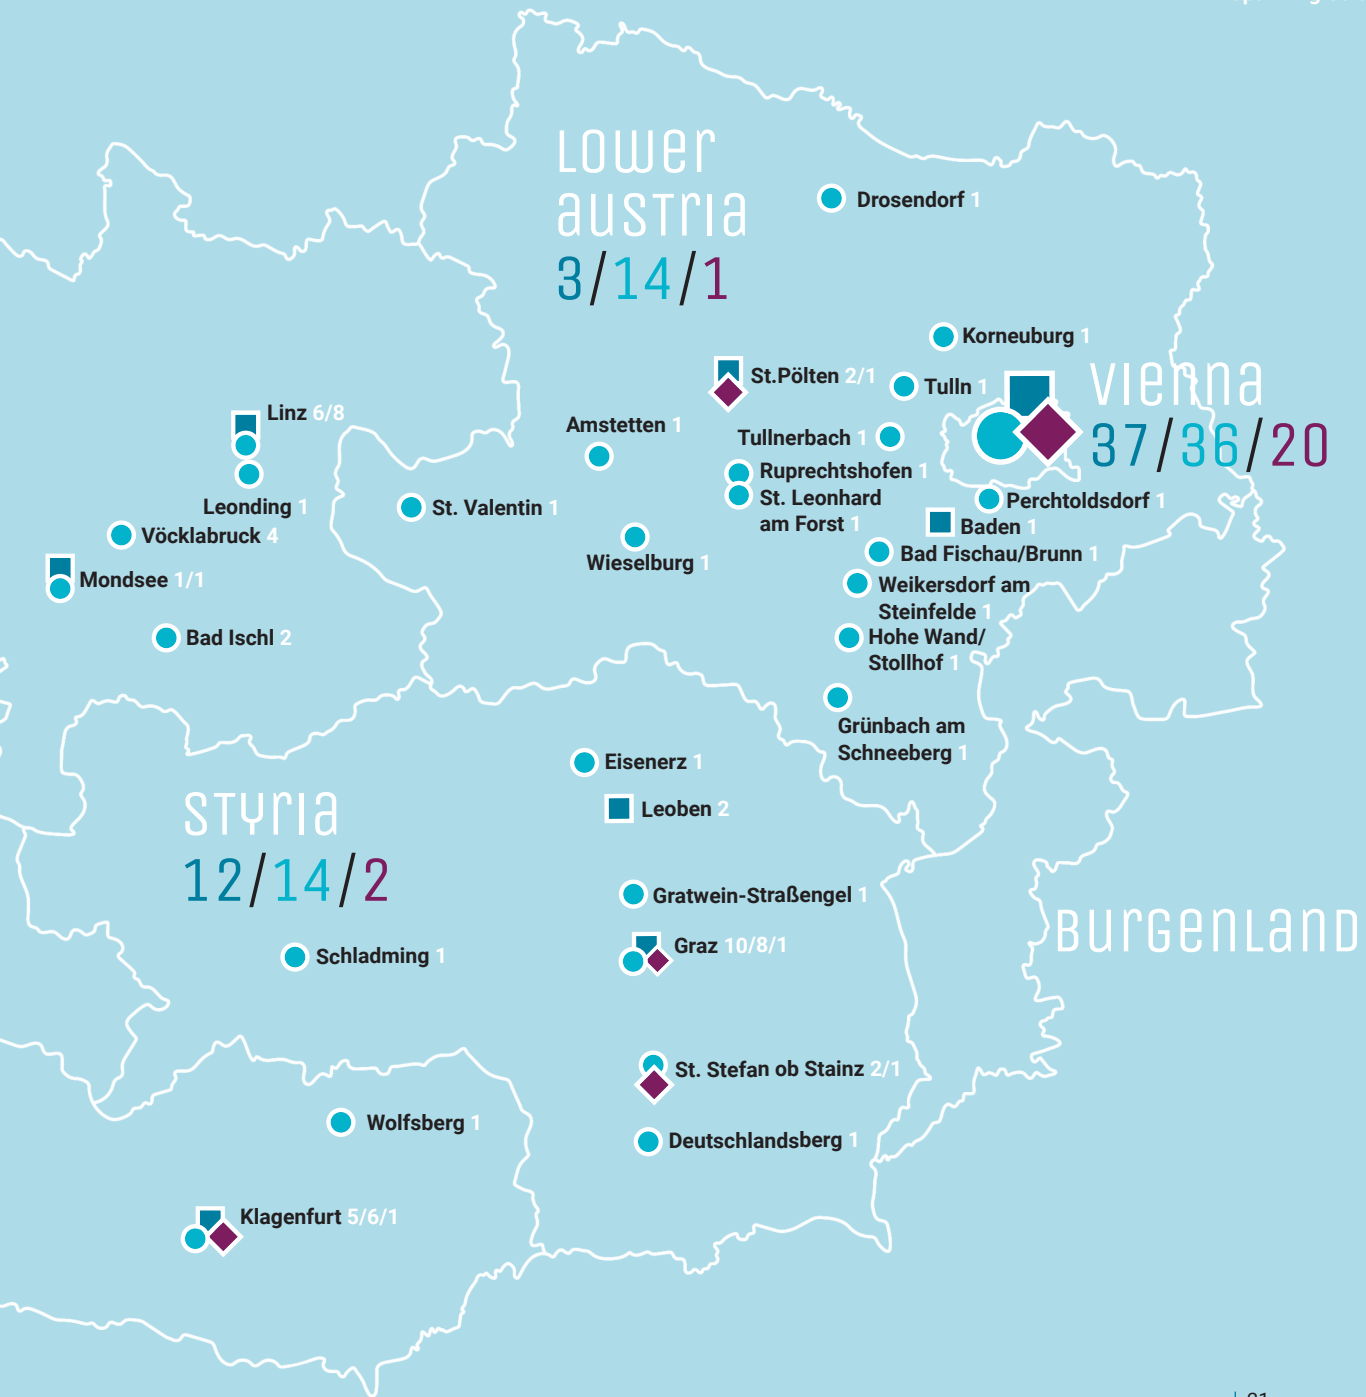 Lower
austria
3/14/1
Drosendorf 1
Korneuburg 1
St.Pölten 2/1
Tulln 1
Vienna
37/36/20
Linz 6/8
Amstetten 1
Tullnerbach 1
Ruprechtshofen 1
St. Leonhard
am Forst 1
Leonding 1
St. Valentin 1
Perchtoldsdorf 1
Baden 1
Vöcklabruck 4
Wieselburg 1
Bad Fischau/Brunn 1
Mondsee 1/1
Weikersdorf am
Steinfelde 1
Bad Ischl 2
Hohe Wand/
Stollhof 1
Grünbach am
Schneeberg 1
Eisenerz 1
Styria
12/14/2
Leoben 2
Gratwein-Straßengel 1
Burgenland
Graz 10/8/1
Schladming 1
St. Stefan ob Stainz 2/1
Wolfsberg 1
Deutschlandsberg 1
Klagenfurt 5/6/1